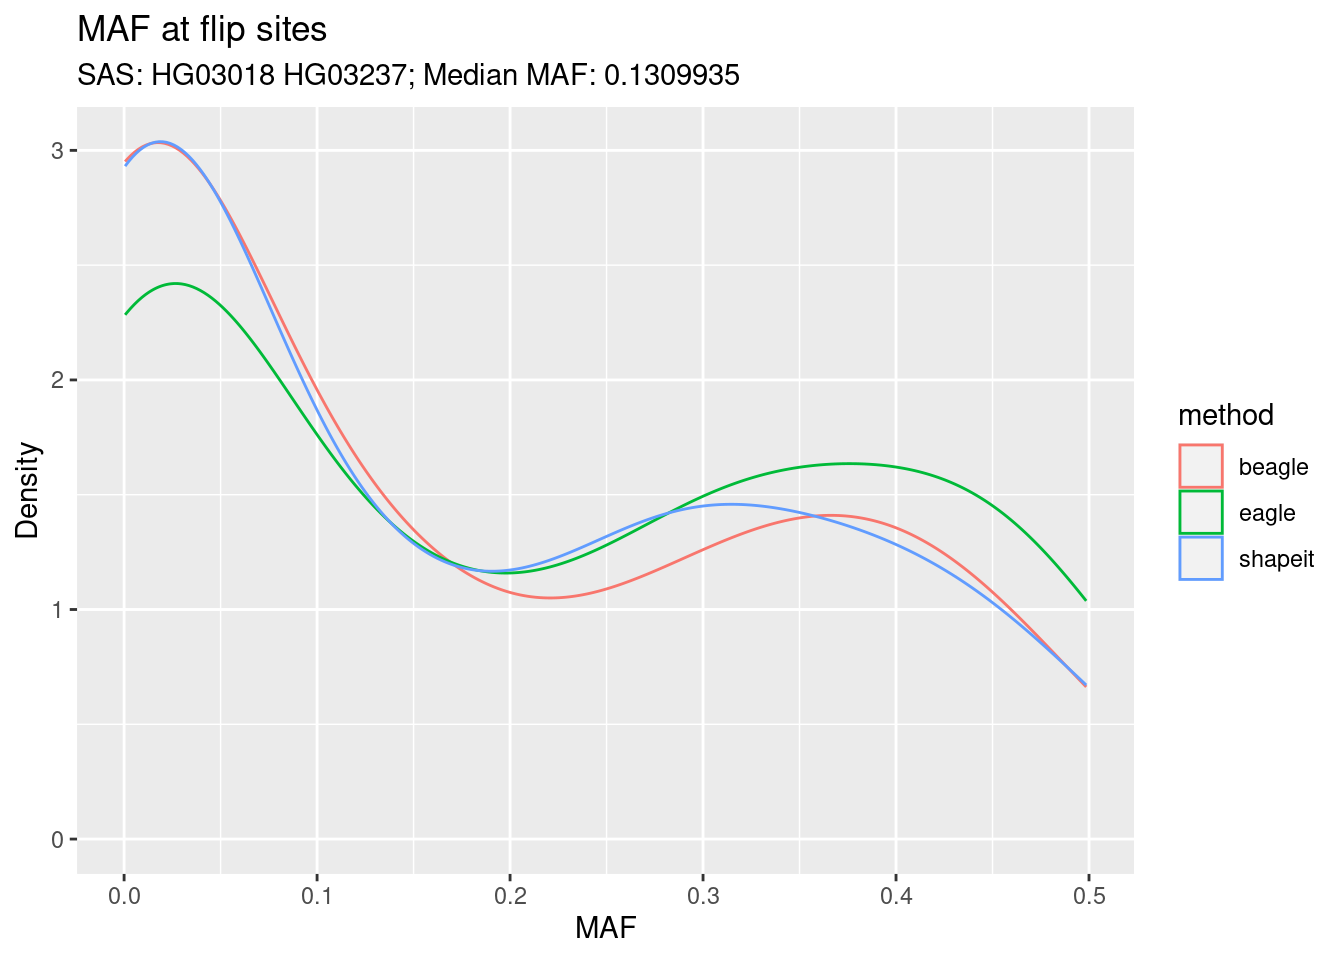 MAF at flip sites
SAS: HG03018 HG03237; Median MAF: 0.1309935
3
2
1
0
Density
0.0 0.1 0.2 0.3 0.4 0.5
MAF
method
beagle
eagle
shapeit